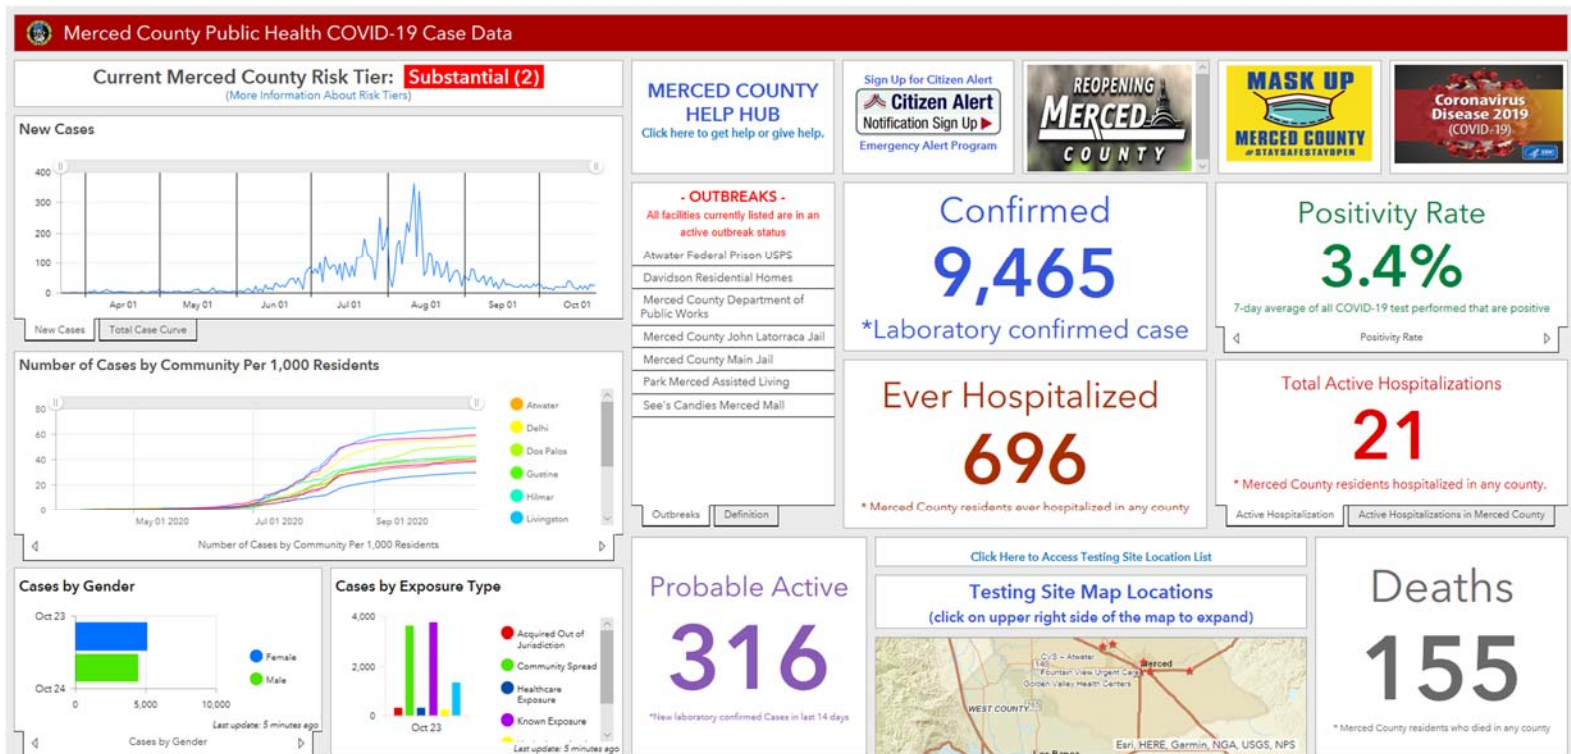 Merced County Public Health COVID-19 Case Data
Current Merced County Risk Tier: Substantial (2)
(More Information About Risk Tiers)
New Cases
400
300
200
100
0
Apr 01
May 01
Jun 01
Jul 01
Aug 01
Sep 01
Oct 01
New Cases
Total Case Curve
Number of Cases by Community Per 1,000 Residents
80
60
40
20
0
May 01 2020
Jul 01 2020
Sep 01 2020
Atwater
Delhi
Dos Palos
Gustine
Hilmar
Livingston
Number of Cases by Community Per 1,000 Residents
Cases by Gender
Oct 23
Oct 24
0
5,000
10,000
Female
Male
Last update: 5 minutes ago
Cases by Gender
Cases by Exposure Type
4,000
2,000
0
Oct 23
Acquired Out of
Jurisdiction
Community Spread
Healthcare
Exposure
Known Exposure
Last update: 5 minutes ago
MERCED COUNTY
HELP HUB
Click here to get help or give help.
Sign Up for Citizen Alert
Citizen Alert
Notification Sign Up
Emergency Alert Program
REOPENING
MERCED
COUNTY
MASK UP
MERCED COUNTY
#STAYSAFESTAYOPEN
Coronavirus
Disease 2019
(COVID-19)
CDC
- OUTBREAKS -
All facilities currently listed are in an
active outbreak status
Atwater Federal Prison USPS
Davidson Residential Homes
Merced County Department of
Public Works
Merced County John Latorraca Jail
Merced County Main Jail
Park Merced Assisted Living
See's Candies Merced Mall
Outbreaks
Definition
Confirmed
9,465
*Laboratory confirmed case
Positivity Rate
3.4%
7-day average of all COVID-19 test performed that are positive
Positivity Rate
Ever Hospitalized
696
* Merced County residents ever hospitalized in any county
Total Active Hospitalizations
21
* Merced County residents hospitalized in any county.
Active Hospitalization
Active Hospitalizations in Merced County
Probable Active
316
*New laboratory confirmed Cases in last 14 days
Click Here to Access Testing Site Location List
Testing Site Map Locations
(click on upper right side of the map to expand)
CVS - Atwater
140
Merced
Fountain View Urgent Care
Golden Valley Health Centers
WEST COUNTY
Los Banos
Esri, HERE, Garmin, NGA, USGS, NPS
Deaths
155
* Merced County residents who died in any county